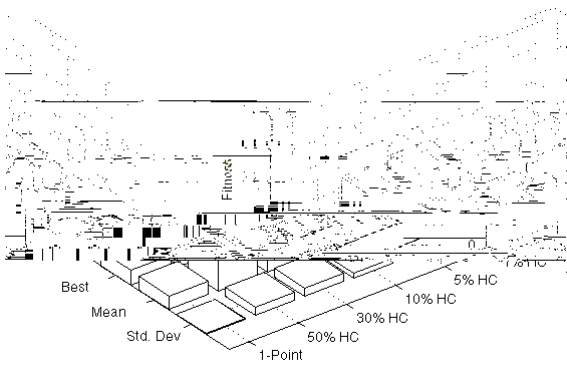 Fitness
5% HC
Best
10% HC
Mean
30% HC
Std. Dev
50% HC
1-Point